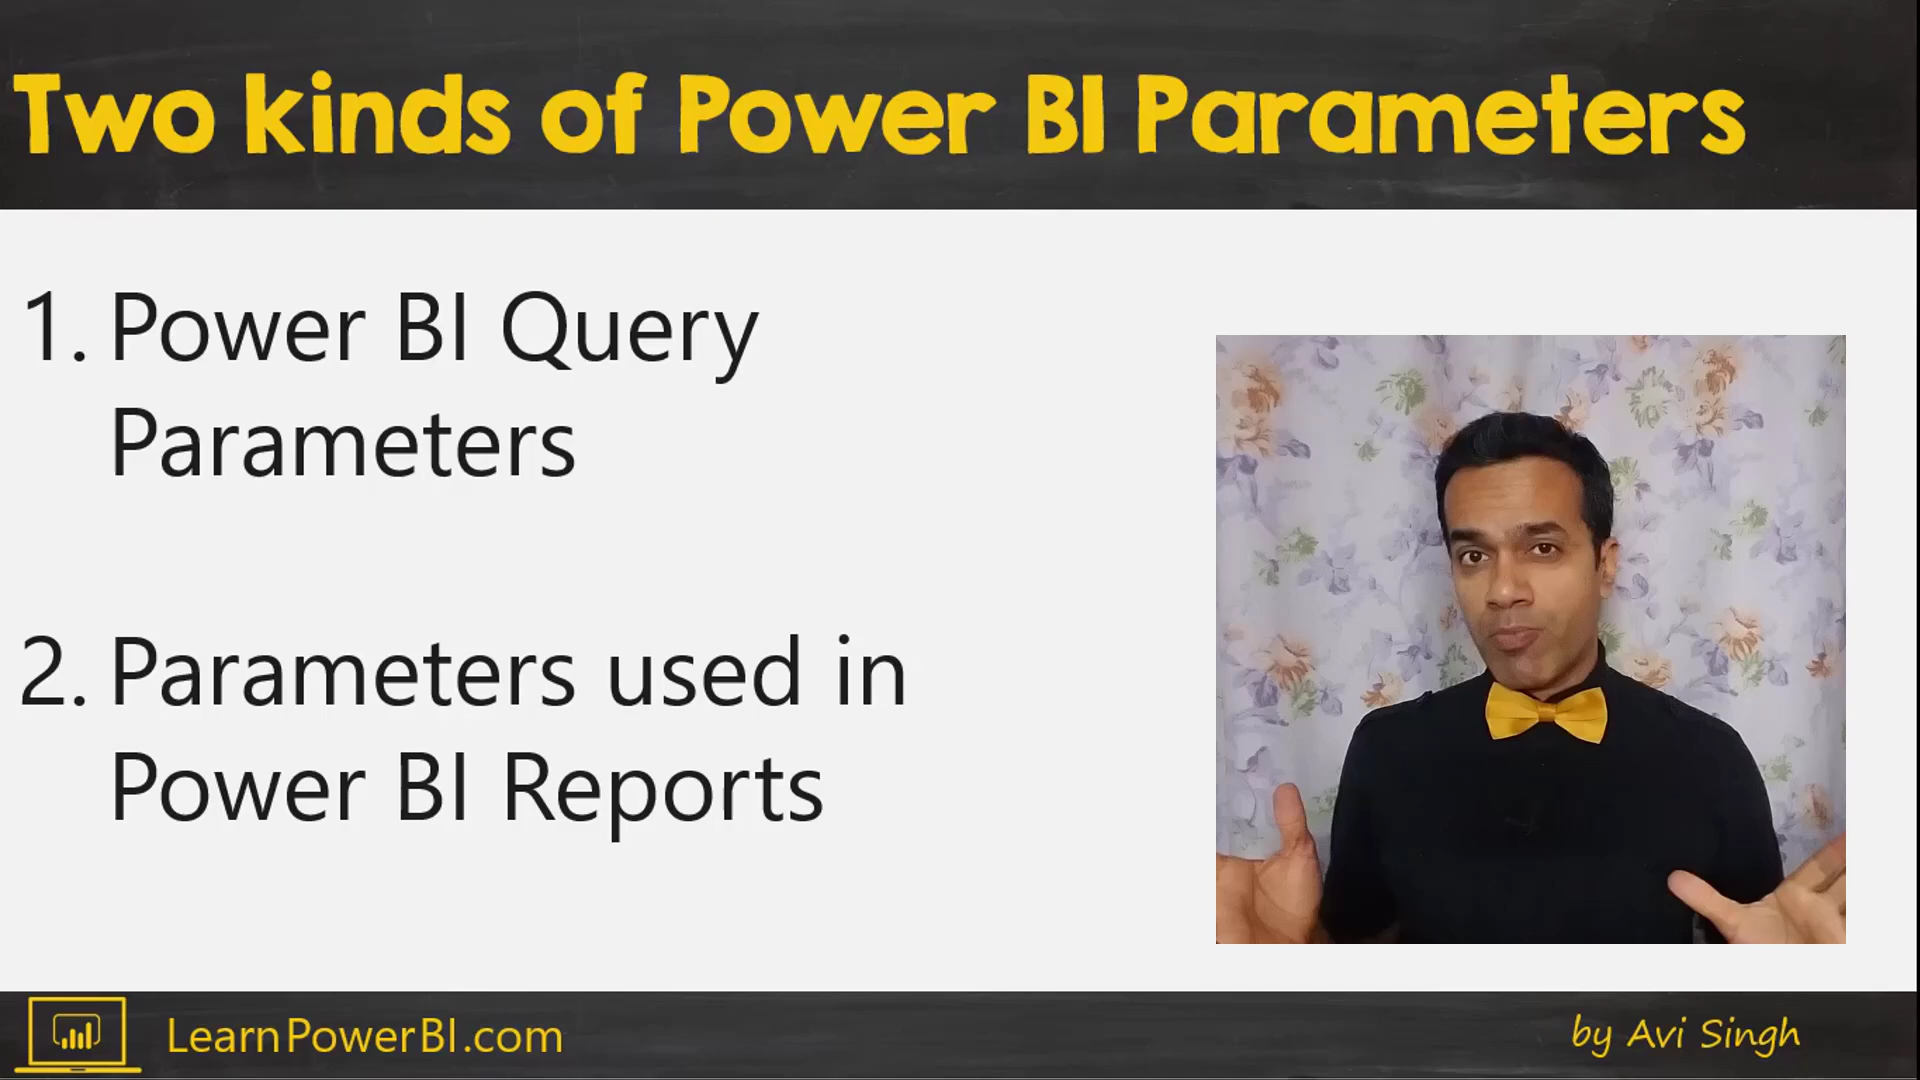 Two kinds of Power BI Parameters
1. Power BI Query
Parameters
2. Parameters used in
Power BI Reports
LearnPowerBI.com
by Avi Singh